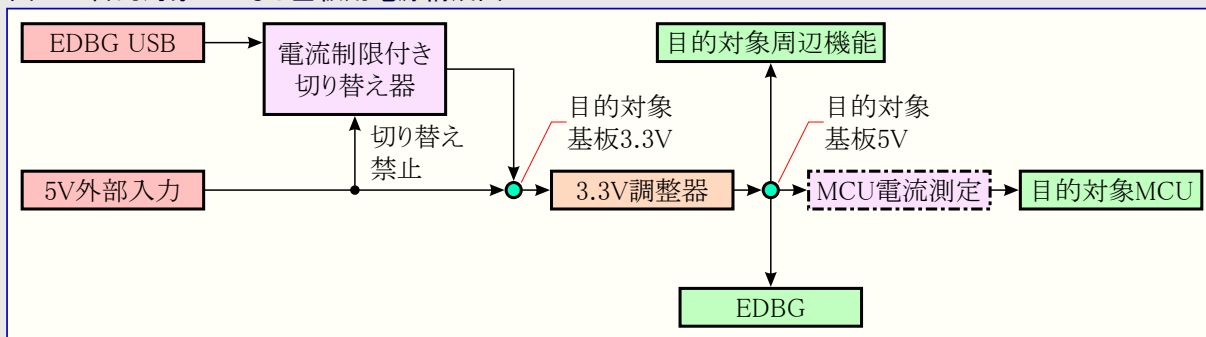 EDBG USB
電流制限付き
切り替え器
目的対象周辺機能
目的対象
基板3.3V
目的対象
基板5V
切り替え
禁止
5V外部入力
3.3V調整器
MCU電流測定
目的対象MCU
EDBG